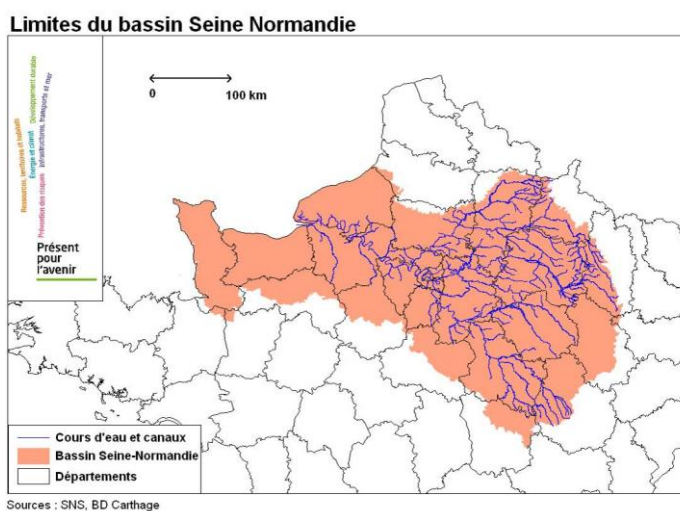 Limites du bassin Seine Normandie
Ressources, territoires et habitats
Énergie et climat
Développement durable
Prévention des risques
Infrastructures, transports et mer
Présent
pour
l'avenir
0
100 km
Cours d'eau et canaux
Bassin Seine-Normandie
Départements
Sources : SNS, BD Carthage